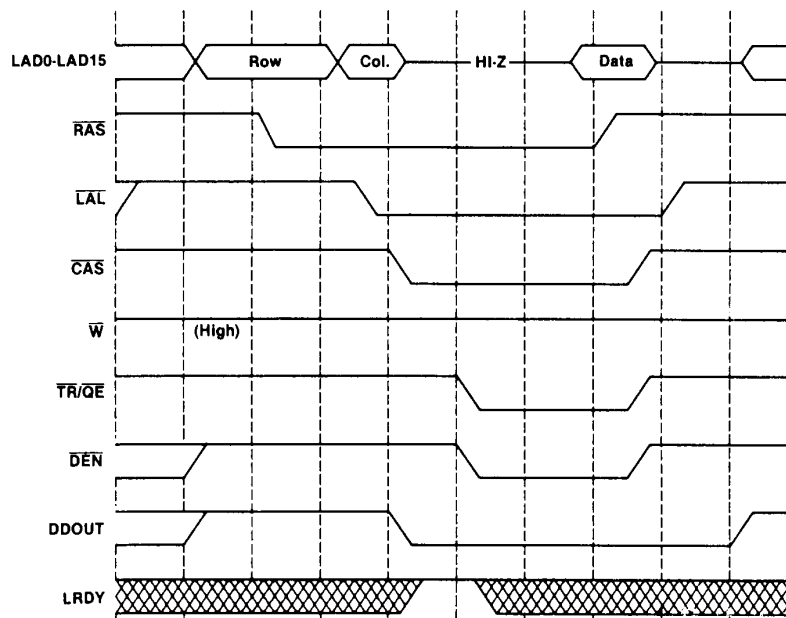 LAD0-LAD15 Row Col. HI-Z Data
RAS
LAL
CAS
W (High)
TR/QE
DEN
DDOUT
LRDY